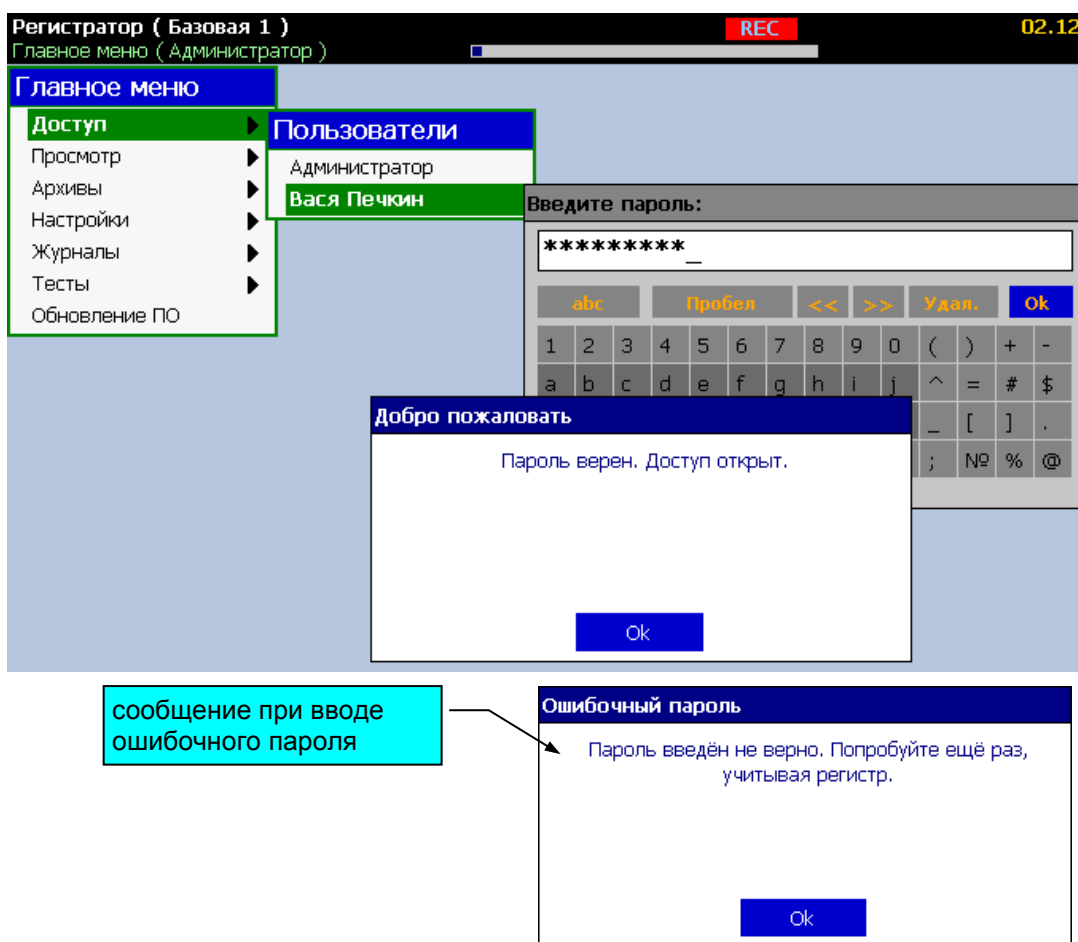 Регистратор ( Базовая 1 )
REC
02.12
Главное меню ( Администратор )
Главное меню
Доступ
Просмотр
Архивы
Настройки
Журналы
Тесты
Обновление ПО
Пользователи
Администратор
Вася Печкин
Введите пароль:
*********_
abc Пробел << >> Удал. Ok
1 2 3 4 5 6 7 8 9 0 ( ) + -
a b c d e f g h i j ^ = # $
_ [ ] .
; № % @
Добро пожаловать
Пароль верен. Доступ открыт.
Ok
сообщение при вводе
ошибочного пароля
Ошибочный пароль
Пароль введён не верно. Попробуйте ещё раз,
учитывая регистр.
Ok